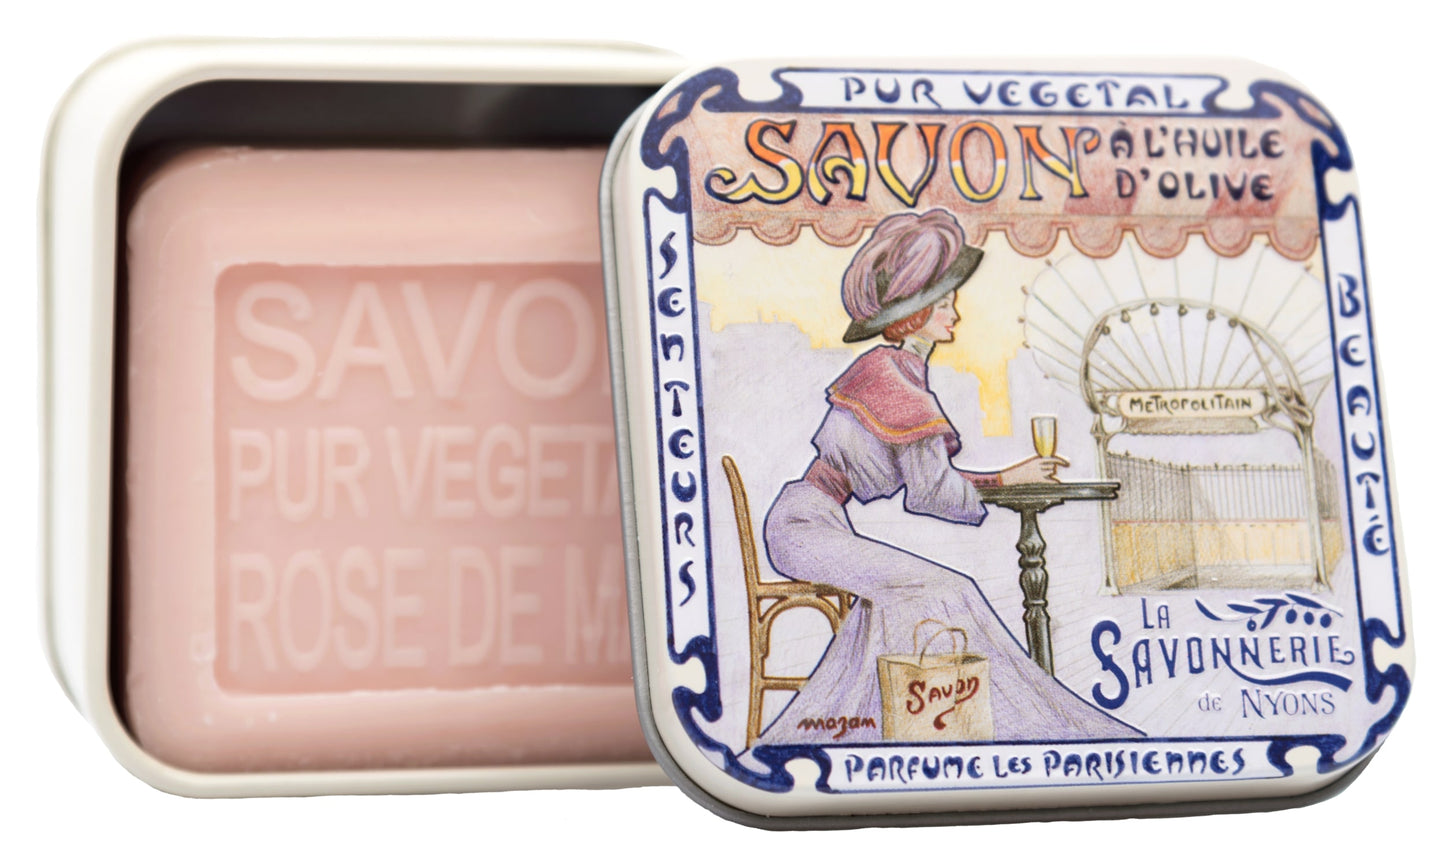 SAVO
PUR VEGETA
ROSE DE M
PUR VEGETAL
SAVON À L'HUILE
D'OLIVE
SENTEURS
BEAUTÉ
METROPOLITAIN
SAVON
mazam
LA
SAVONNERIE
de NYONS
PARFUME LES PARISIENNES